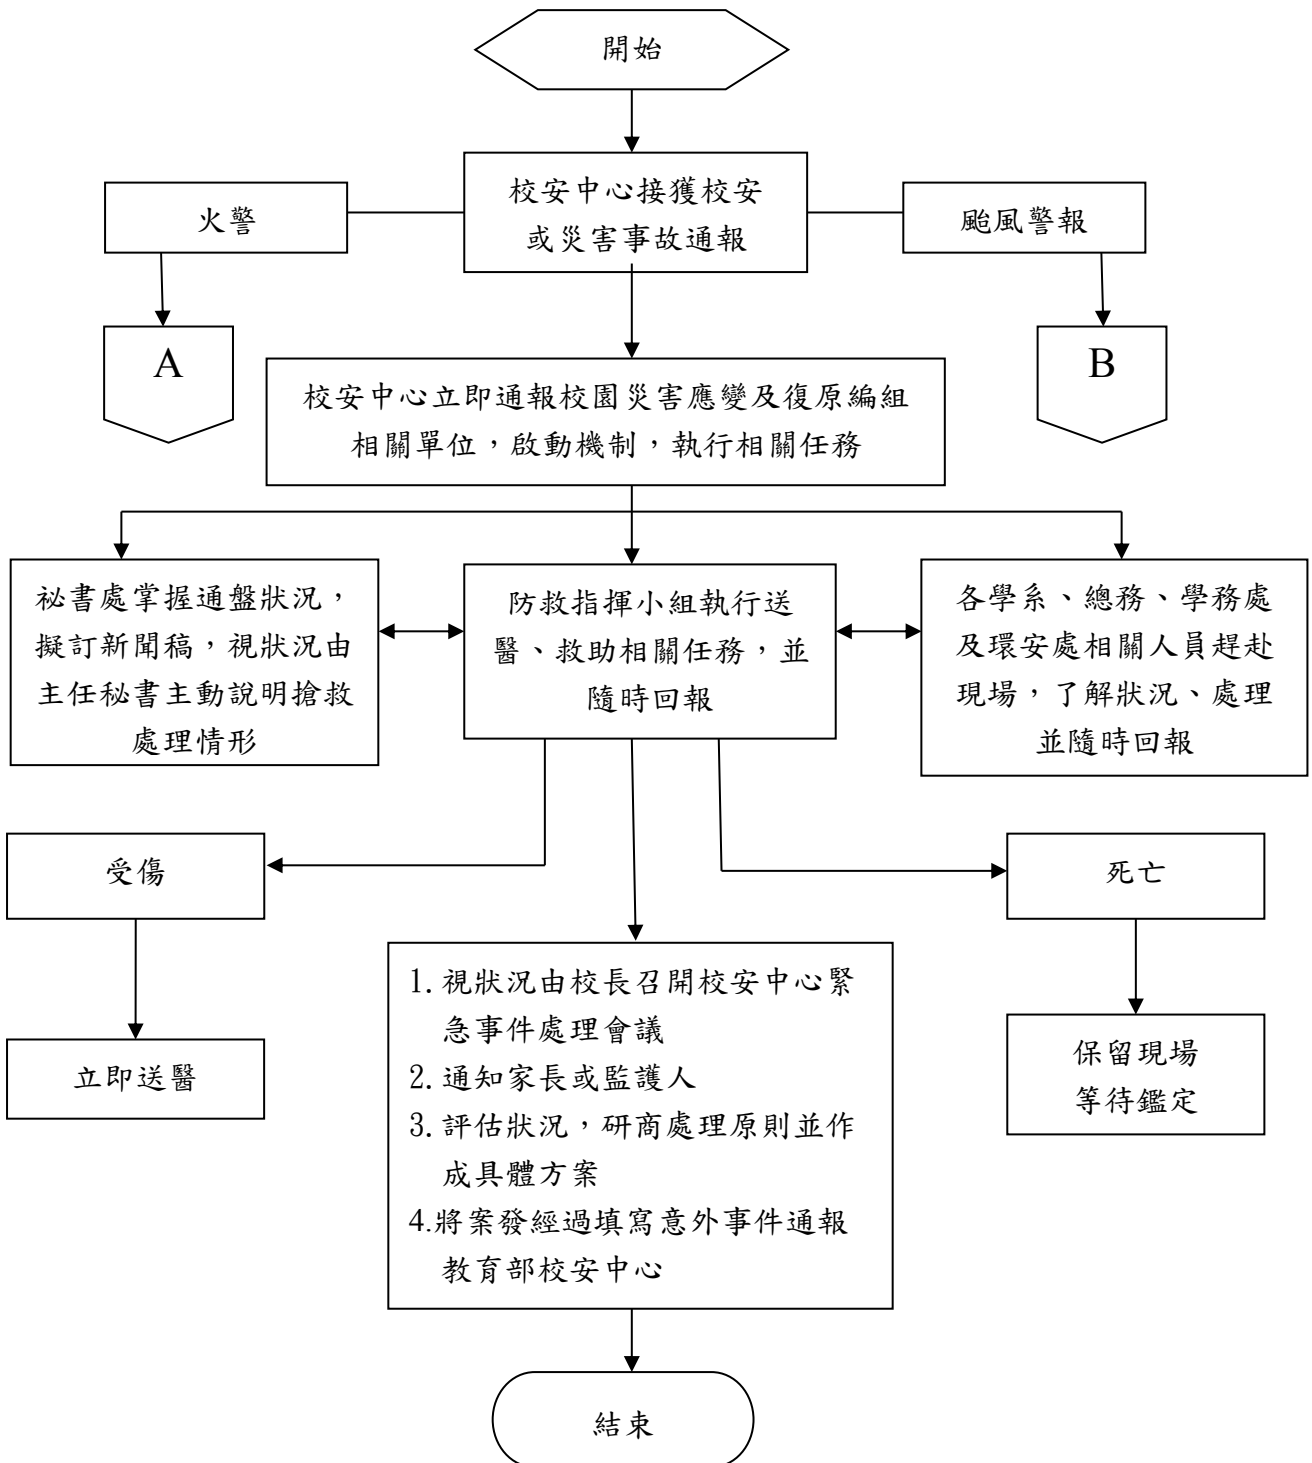 開始
校安中心接獲校安
或災害事故通報
火警
颱風警報
A
B
校安中心立即通報校園災害應變及復原編組
相關單位，啟動機制，執行相關任務
祕書處掌握通盤狀況，
擬訂新聞稿，視狀況由
主任秘書主動說明搶救
處理情形
防救指揮小組執行送
醫、救助相關任務，並
隨時回報
各學系、總務、學務處
及環安處相關人員趕赴
現場，了解狀況、處理
並隨時回報
受傷
死亡
立即送醫
1.視狀況由校長召開校安中心緊
急事件處理會議
2.通知家長或監護人
3.評估狀況，研商處理原則並作
成具體方案
4.將案發經過填寫意外事件通報
教育部校安中心
保留現場
等待鑑定
結束